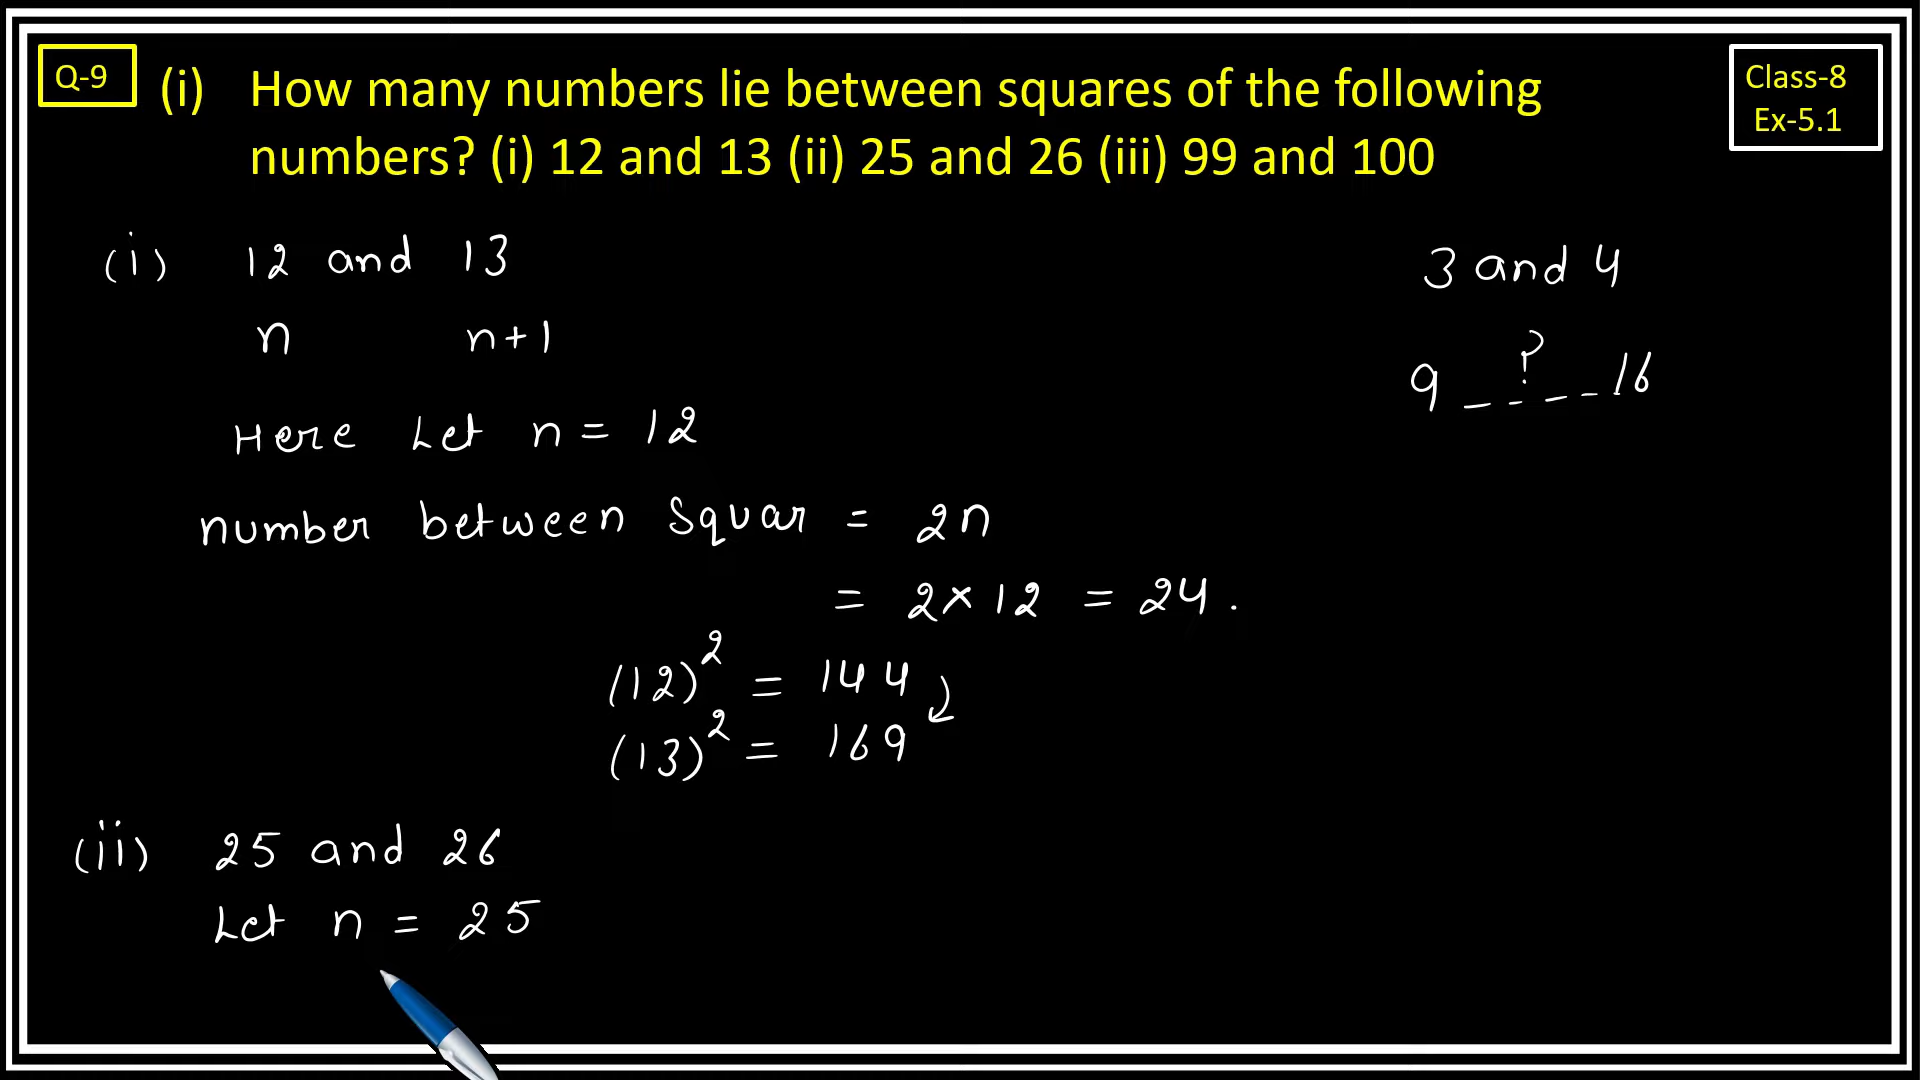 Q-9
(i) How many numbers lie between squares of the following
numbers? (i) 12 and 13 (ii) 25 and 26 (iii) 99 and 100
Class-8
Ex-5.1
(i) 12 and 13
n n+1
Here Let n = 12
number between Squar = 2n
= 2×12 = 24.
(12)² = 144
(13)² = 169
3 and 4
9 _ _ ? _ _ 16
(ii) 25 and 26
Let n = 25